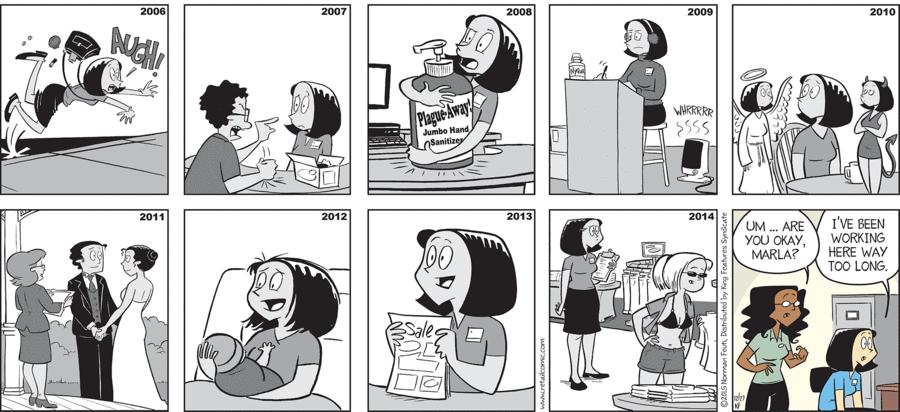 2006
AUGH!
2007
2008
Plague-Away!
Jumbo Hand
Sanitizer
2009
WHRRRRR
SSSS
2010
2011
2012
2013
Sale
www.retailcomic.com
2014
©2015 Norman Feuti, Distributed by King Features Syndicate
UM ... ARE
YOU OKAY,
MARLA?
I'VE BEEN
WORKING
HERE WAY
TOO LONG.